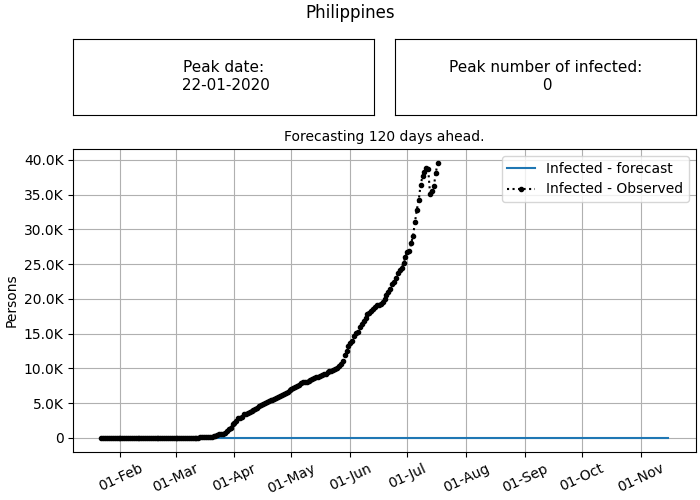 Philippines
Peak date:
22-01-2020
Peak number of infected:
0
Forecasting 120 days ahead.
Infected - forecast
Infected - Observed
Persons
40.0K
35.0K
30.0K
25.0K
20.0K
15.0K
10.0K
5.0K
0
01-Feb
01-Mar
01-Apr
01-May
01-Jun
01-Jul
01-Aug
01-Sep
01-Oct
01-Nov